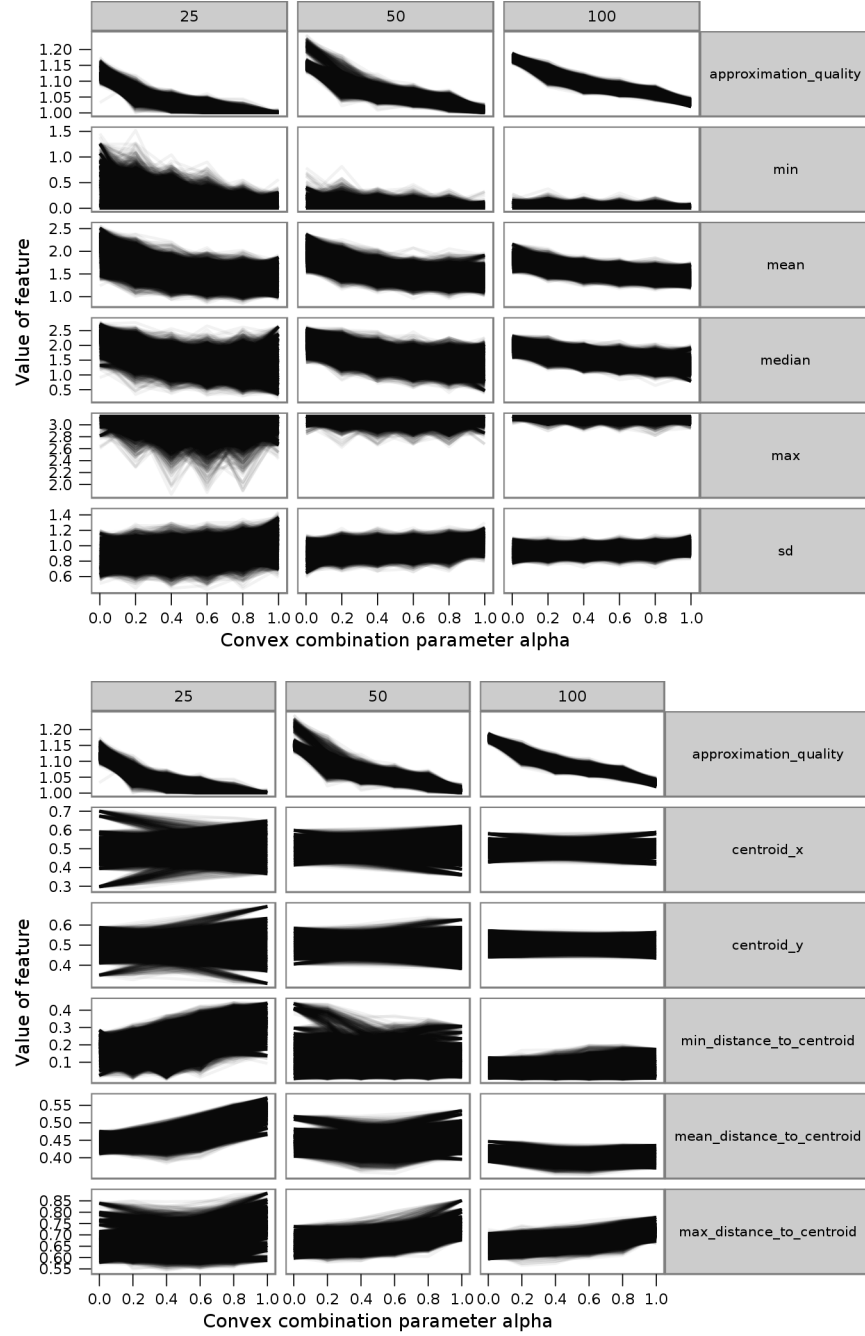 25 50 100
1.20
1.15
1.10
1.05
1.00
approximation_quality
1.5
1.0
0.5
0.0
min
2.5
2.0
1.5
1.0
mean
2.5
2.0
1.5
1.0
0.5
median
3.0
2.8
2.6
2.4
2.2
2.0
max
1.4
1.2
1.0
0.8
0.6
sd
Value of feature
0.0 0.2 0.4 0.6 0.8 1.0 0.0 0.2 0.4 0.6 0.8 1.0 0.0 0.2 0.4 0.6 0.8 1.0
Convex combination parameter alpha
25 50 100
1.20
1.15
1.10
1.05
1.00
approximation_quality
0.7
0.6
0.5
0.4
0.3
centroid_x
0.6
0.5
0.4
centroid_y
0.4
0.3
0.2
0.1
min_distance_to_centroid
0.55
0.50
0.45
0.40
mean_distance_to_centroid
0.85
0.80
0.75
0.70
0.65
0.60
0.55
max_distance_to_centroid
Value of feature
0.0 0.2 0.4 0.6 0.8 1.0 0.0 0.2 0.4 0.6 0.8 1.0 0.0 0.2 0.4 0.6 0.8 1.0
Convex combination parameter alpha